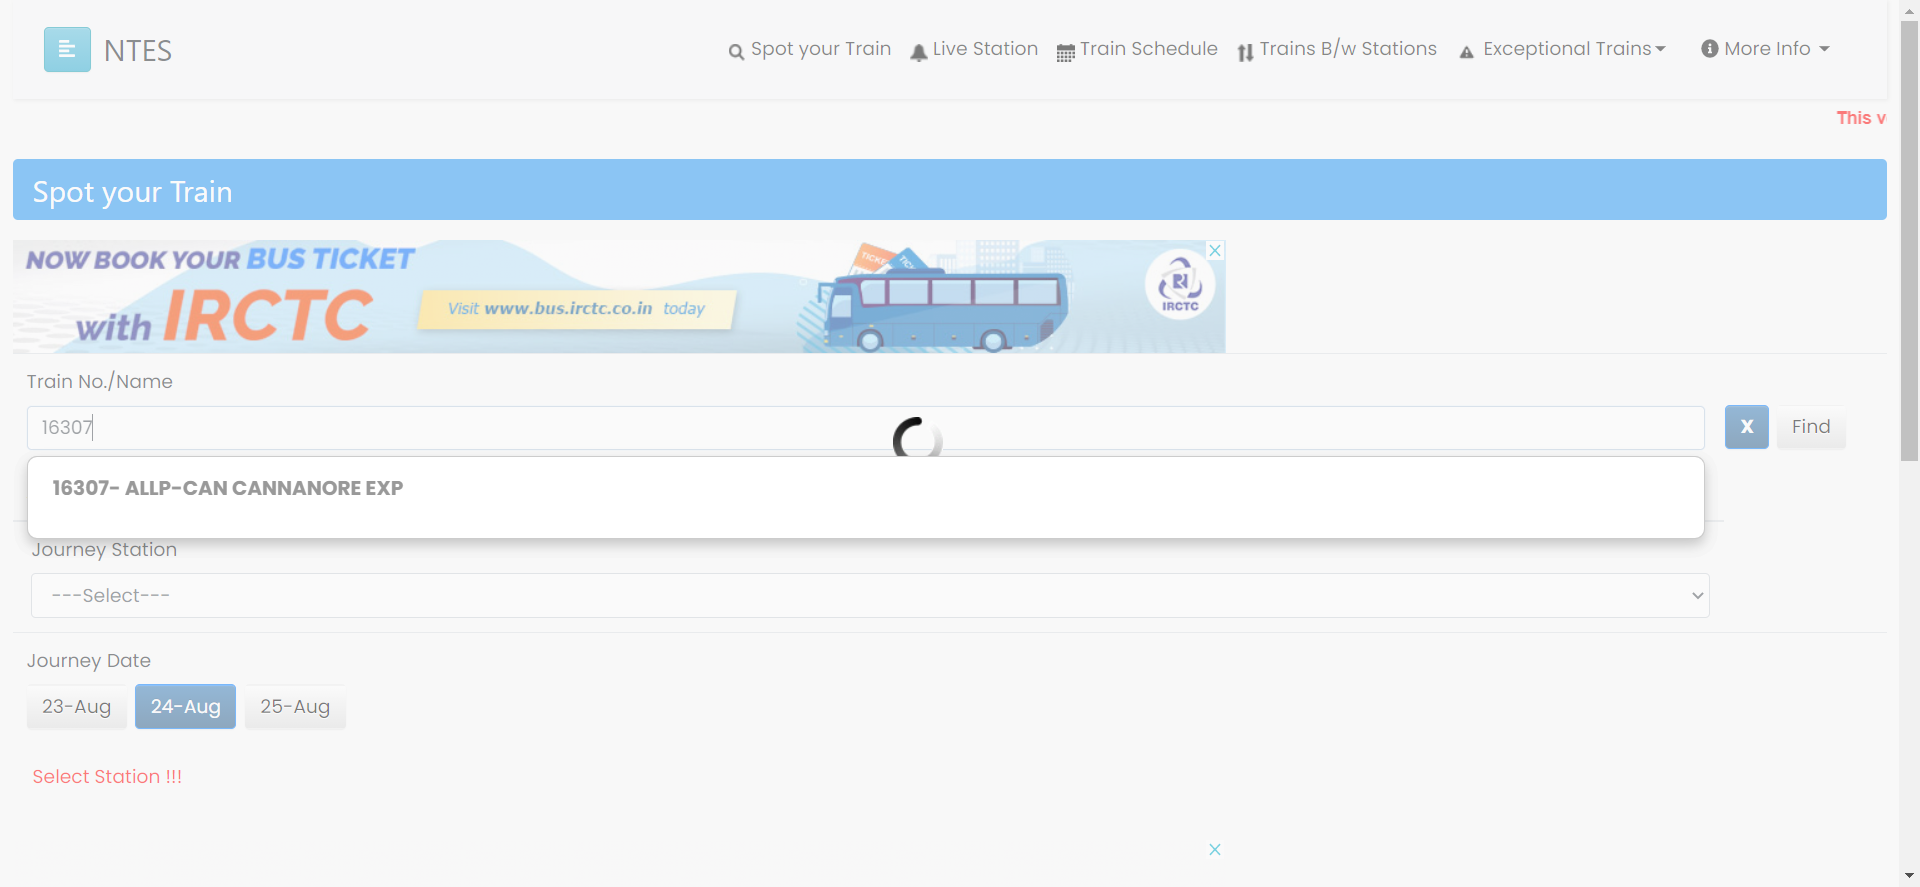 NTES
Spot your Train
Live Station
Train Schedule
Trains B/w Stations
Exceptional Trains
More Info
This
Spot your Train
NOW BOOK YOUR BUS TICKET
with IRCTC
Visit www.bus.irctc.co.in today
IRCTC
Train No./Name
16307
X
Find
16307- ALLP-CAN CANNANORE EXP
Journey Station
---Select---
Journey Date
23-Aug
24-Aug
25-Aug
Select Station !!!